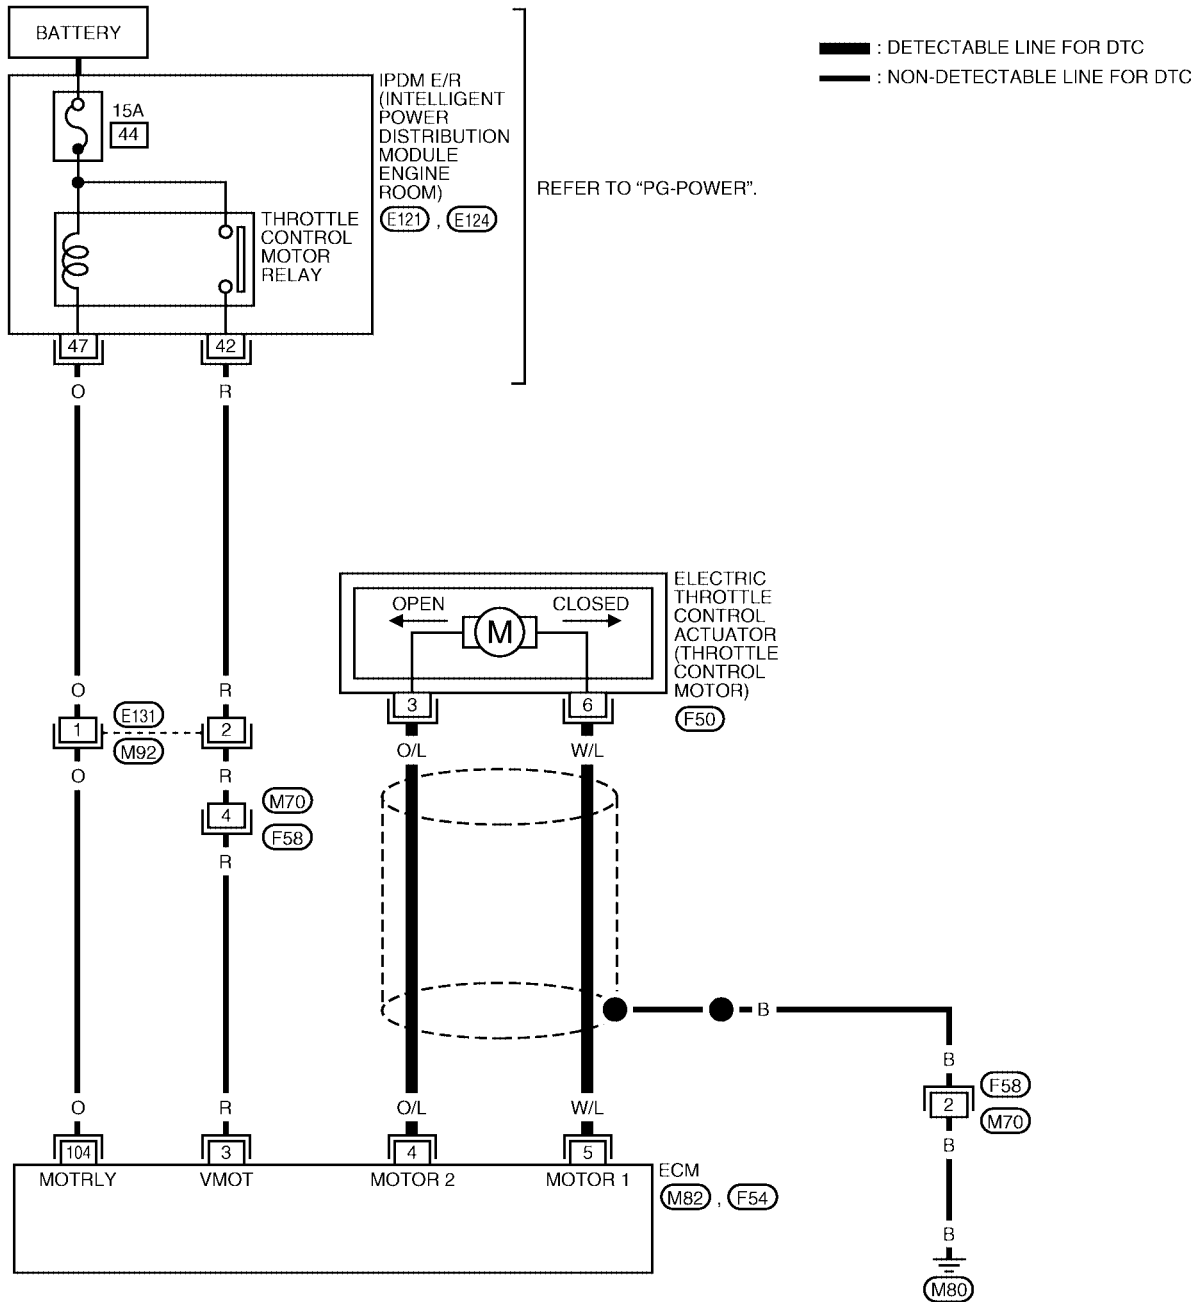 BATTERY
: DETECTABLE LINE FOR DTC
: NON-DETECTABLE LINE FOR DTC
15A
44
IPDM E/R
(INTELLIGENT
POWER
DISTRIBUTION
MODULE
ENGINE
ROOM)
E121 , E124
REFER TO “PG-POWER”.
THROTTLE
CONTROL
MOTOR
RELAY
47 42
O R
ELECTRIC
THROTTLE
CONTROL
ACTUATOR
(THROTTLE
CONTROL
MOTOR)
F50
OPEN CLOSED
M
3 6
O R
1 E131 2
M92
O/L W/L
O R
4 M70
F58
R
B
B
F58
2
M70
B
B
M80
O R O/L W/L
104 3 4 5
MOTRLY VMOT MOTOR 2 MOTOR 1
ECM
M82 , F54